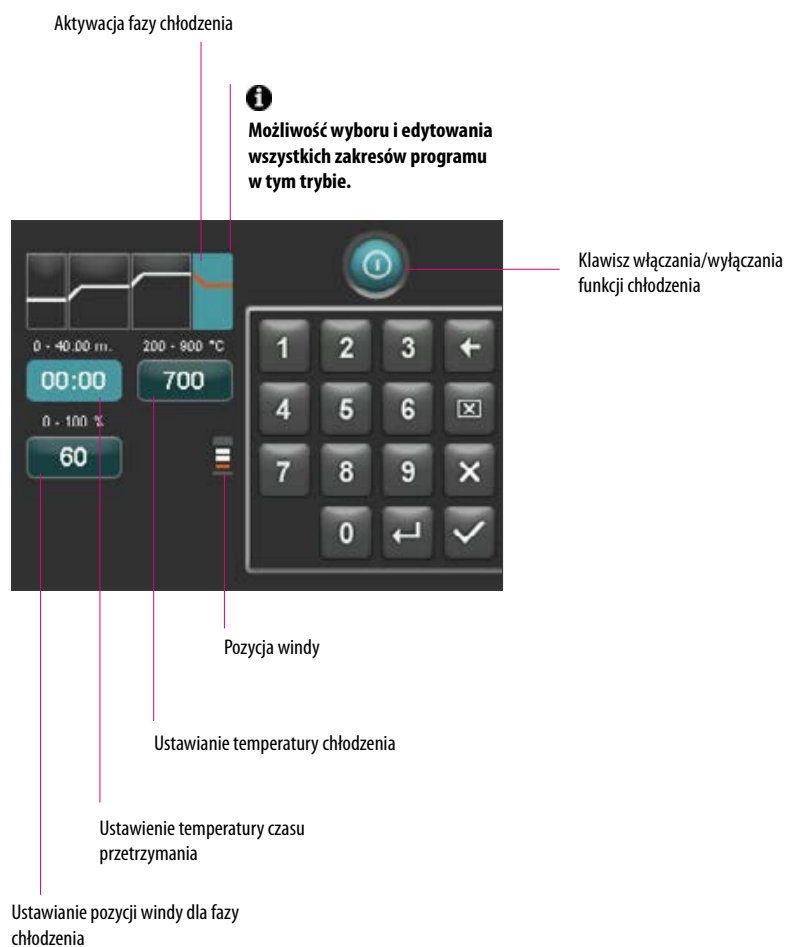 Aktywacja fazy chłodzenia
Możliwość wyboru i edytowania
wszystkich zakresów programu
w tym trybie.
Klawisz włączania/wyłączania
funkcji chłodzenia
0 - 40.00 m. 200 - 900 °C
00:00 700
0 - 100 %
60
1 2 3
4 5 6
7 8 9
0
Pozycja windy
Ustawianie temperatury chłodzenia
Ustawienie temperatury czasu
przetrzymania
Ustawianie pozycji windy dla fazy
chłodzenia